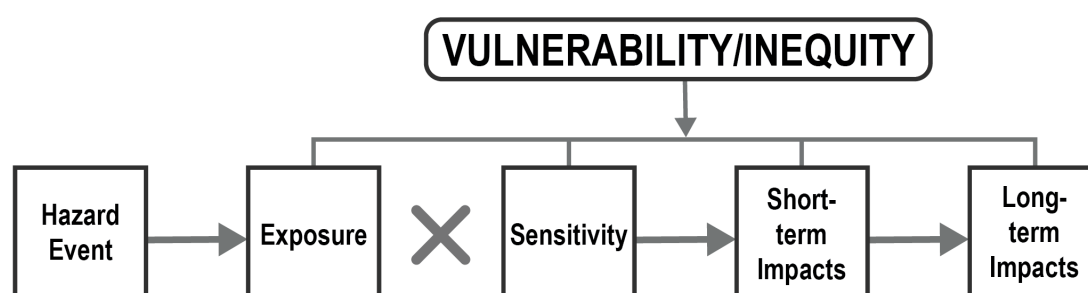 VULNERABILITY/INEQUITY
Hazard
Event
Exposure
Sensitivity
Short-
term
Impacts
Long-
term
Impacts